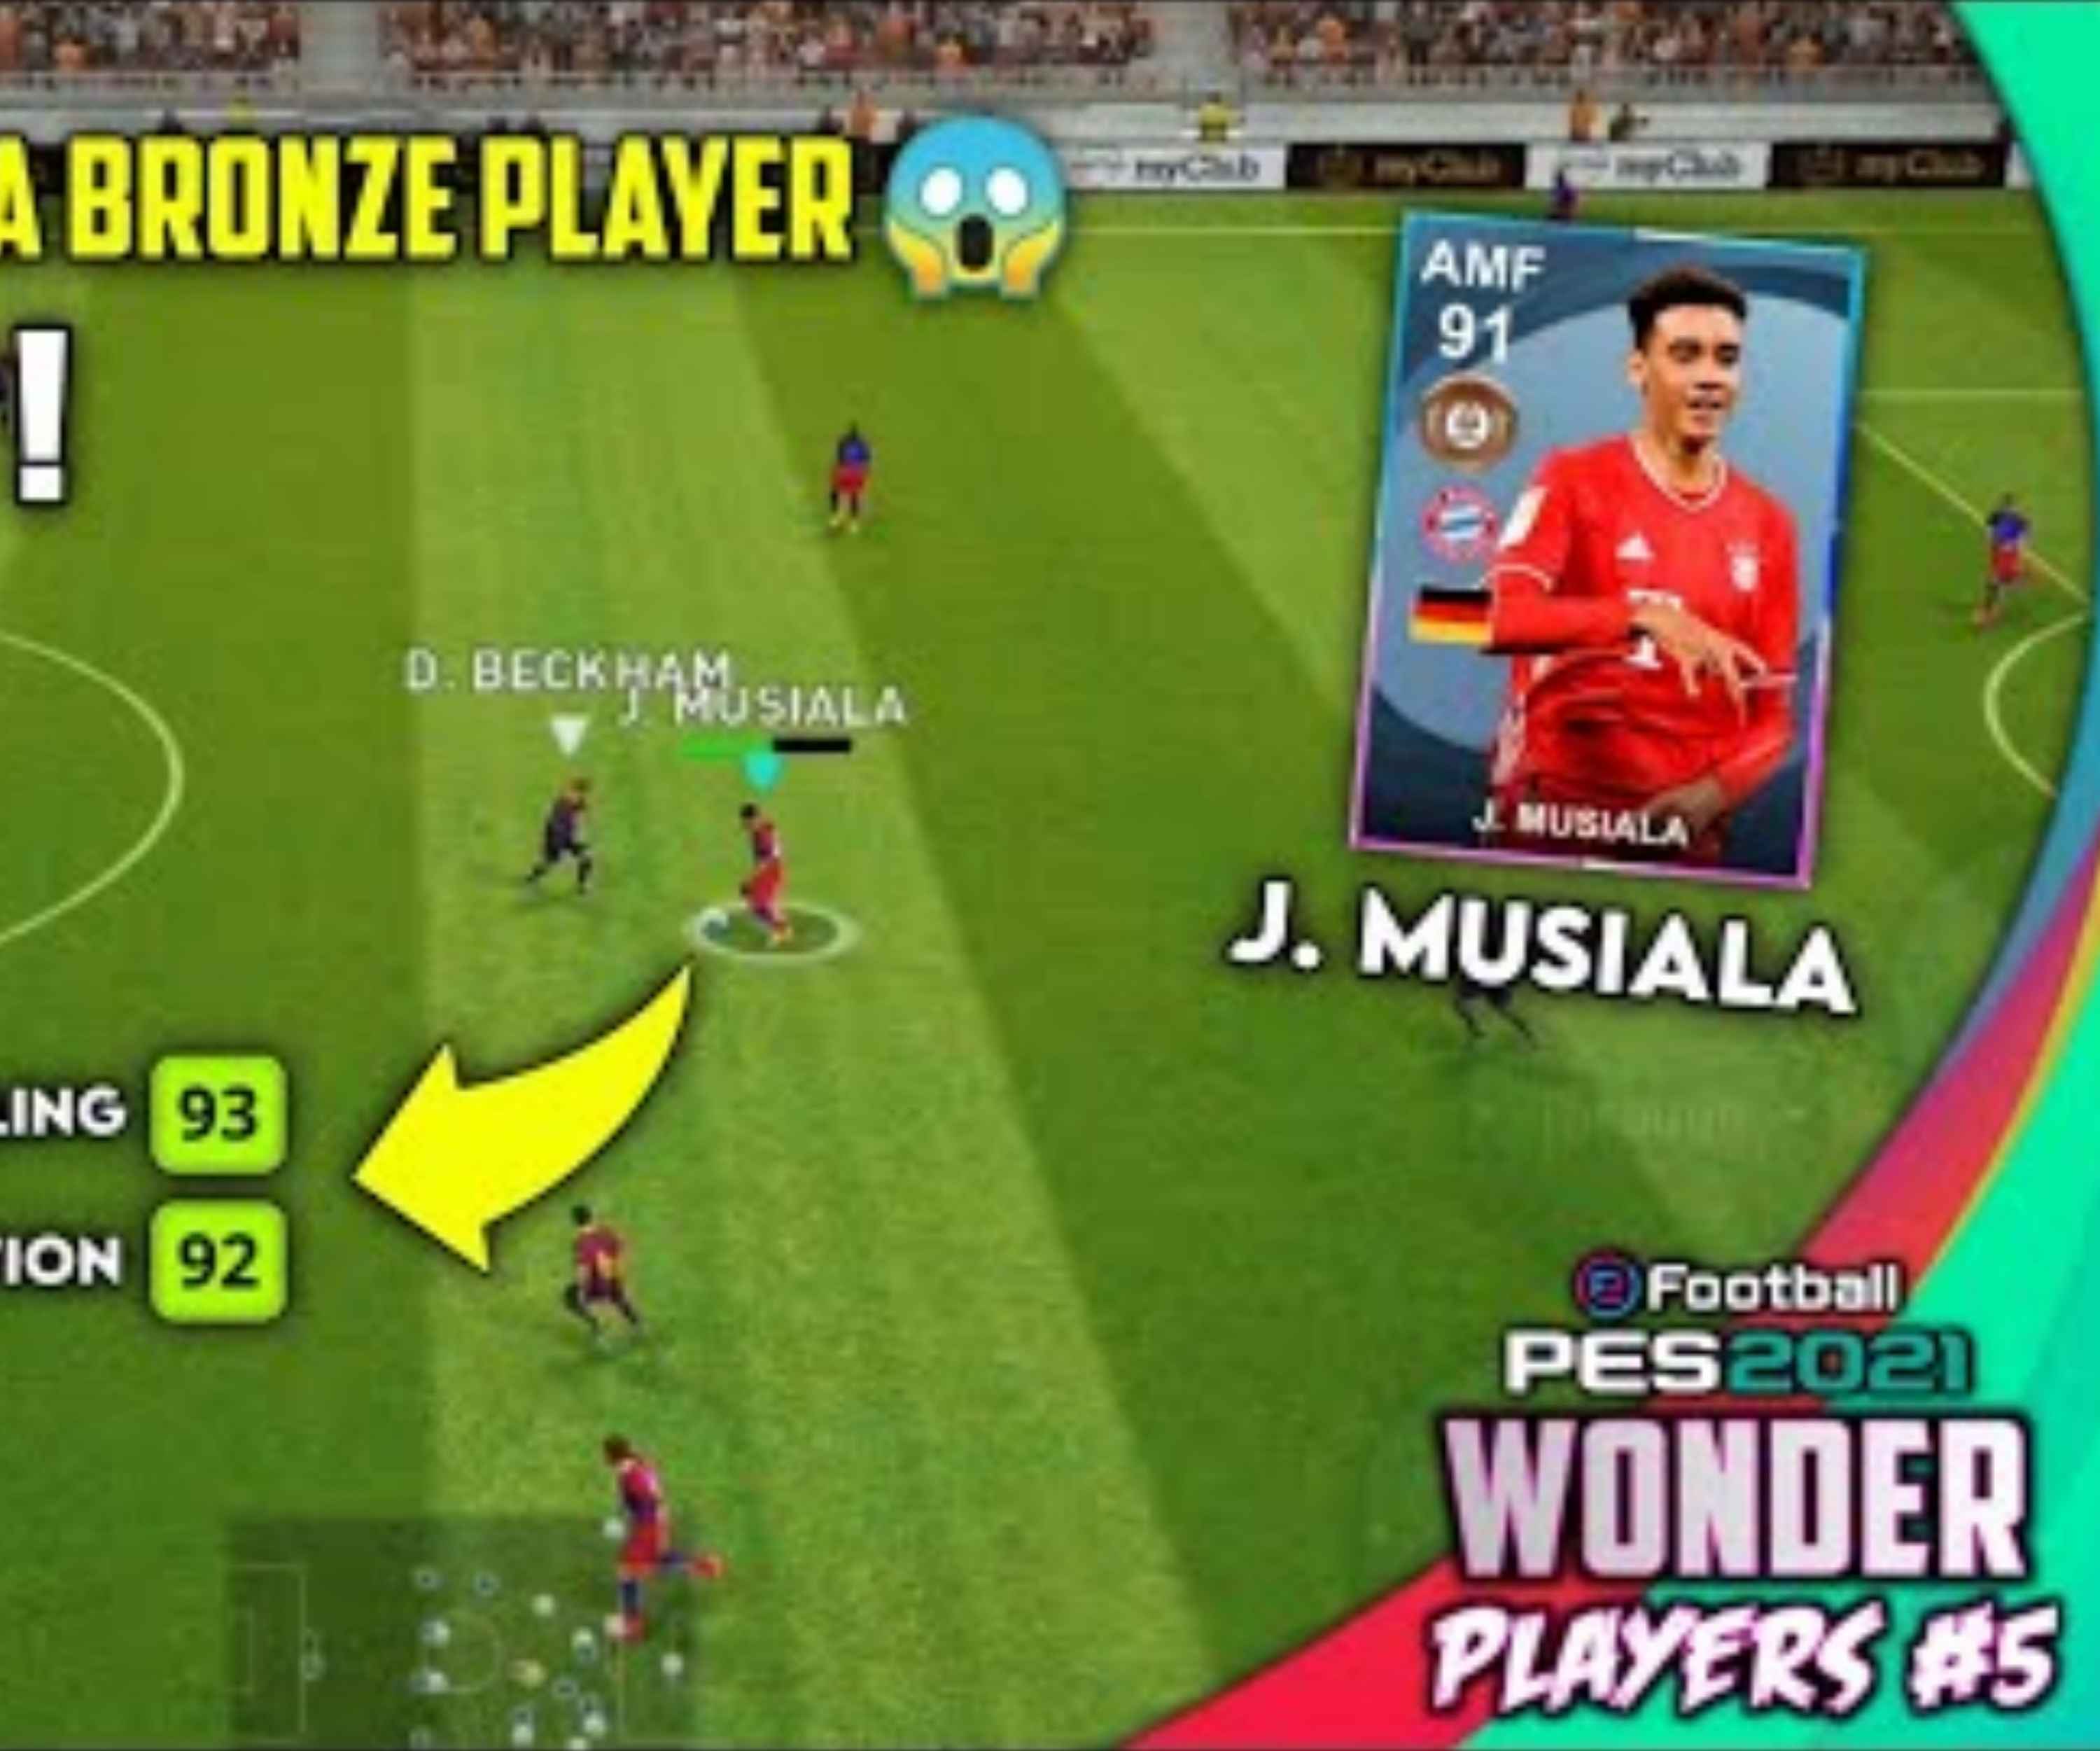 A BRONZE PLAYER
myClub myClub myClub myClub
!
AMF
91
J. MUSIALA
D. BECKHAM
J. MUSIALA
J. MUSIALA
LING 93
TION 92
Football
PES2021
WONDER
PLAYERS #5